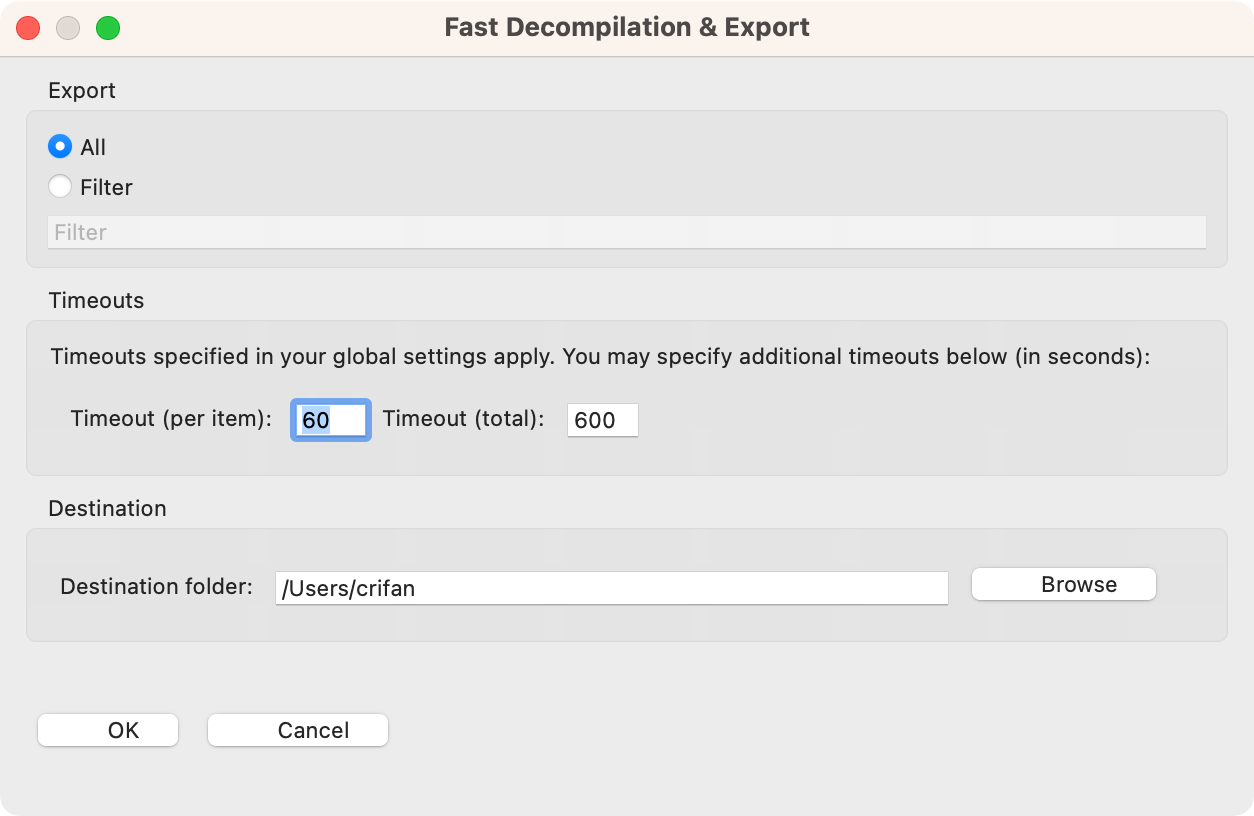 Fast Decompilation & Export
Export
All
Filter
Filter
Timeouts
Timeouts specified in your global settings apply. You may specify additional timeouts below (in seconds):
Timeout (per item): 60 Timeout (total): 600
Destination
Destination folder: /Users/crifan Browse
OK Cancel